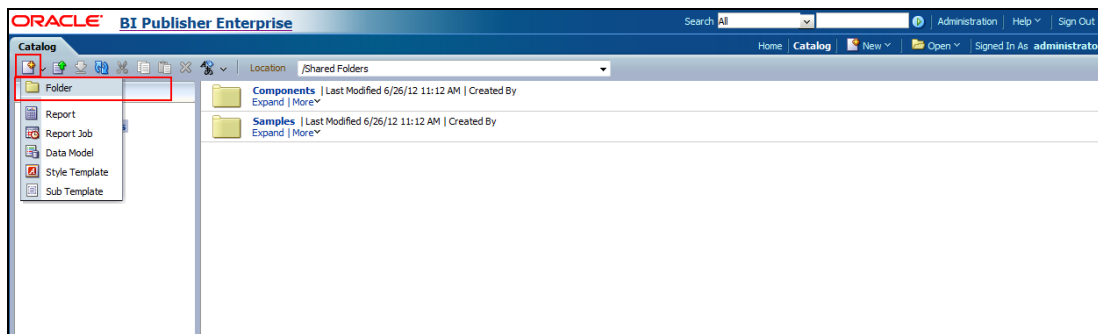 ORACLE BI Publisher Enterprise Search All Administration Help Sign Out
Catalog Home Catalog New Open Signed In As administrato
Location /Shared Folders
Folder
Report
Report Job
Data Model
Style Template
Sub Template
Components | Last Modified 6/26/12 11:12 AM | Created By
Expand | More
Samples | Last Modified 6/26/12 11:12 AM | Created By
Expand | More